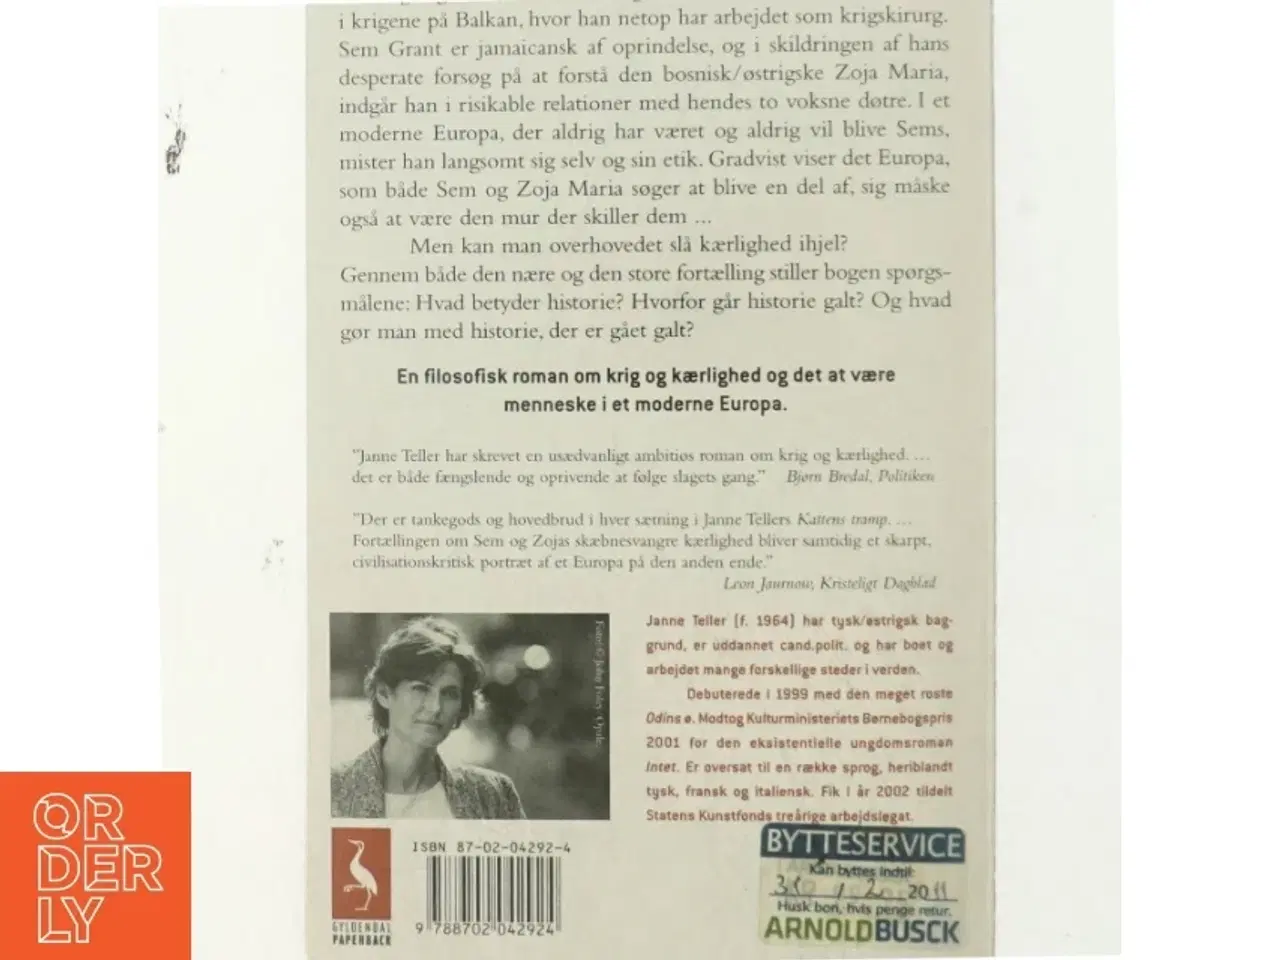 i krigene på Balkan, hvor han netop har arbejdet som krigskirurg.
Sem Grant er jamaicansk af oprindelse, og i skildringen af hans
desperate forsøg på at forstå den bosnisk/østrigske Zoja Maria,
indgår han i risikable relationer med hendes to voksne døtre. I et
moderne Europa, der aldrig har været og aldrig vil blive Sems,
mister han langsomt sig selv og sin etik. Gradvist viser det Europa,
som både Sem og Zoja Maria søger at blive en del af, sig måske
også at være den mur der skiller dem ...
Men kan man overhovedet slå kærlighed ihjel?
Gennem både den nære og den store fortælling stiller bogen spørgs-
målene: Hvad betyder historie? Hvorfor går historie galt? Og hvad
gør man med historie, der er gået galt?
En filosofisk roman om krig og kærlighed og det at være
menneske i et moderne Europa.
"Janne Teller har skrevet en usædvanligt ambitiøs roman om krig og kærlighed. ...
det er både fængslende og oprivende at følge slagets gang." Bjørn Bredal, Politiken
"Der er tankegods og hovedbrud i hver sætning i Janne Tellers Kattens tramp. ...
Fortællingen om Sem og Zojas skæbnesvangre kærlighed bliver samtidig et skarpt,
civilisationskritisk portræt af et Europa på den anden ende."
Leon Jaurnow, Kristeligt Dagblad
Foto: © John Foley/Opale.
Janne Teller (f. 1964) har tysk/østrigsk bag-
grund, er uddannet cand.polit. og har boet og
arbejdet mange forskellige steder i verden.
Debuterede i 1999 med den meget roste
Odins ø. Modtog Kulturministeriets Børnebogspris
2001 for den eksistentielle ungdomsroman
Intet. Er oversat til en række sprog, heriblandt
tysk, fransk og italiensk. Fik i år 2002 tildelt
Statens Kunstfonds treårige arbejdslegat.
GYLDENDAL
PAPERBACK
ISBN 87-02-04292-4
9 788702 042924
BYTTESERVICE
Kan byttes indtil:
31 / 2 2011
Husk bon, hvis penge retur.
ARNOLD BUSCK
ORDERLY